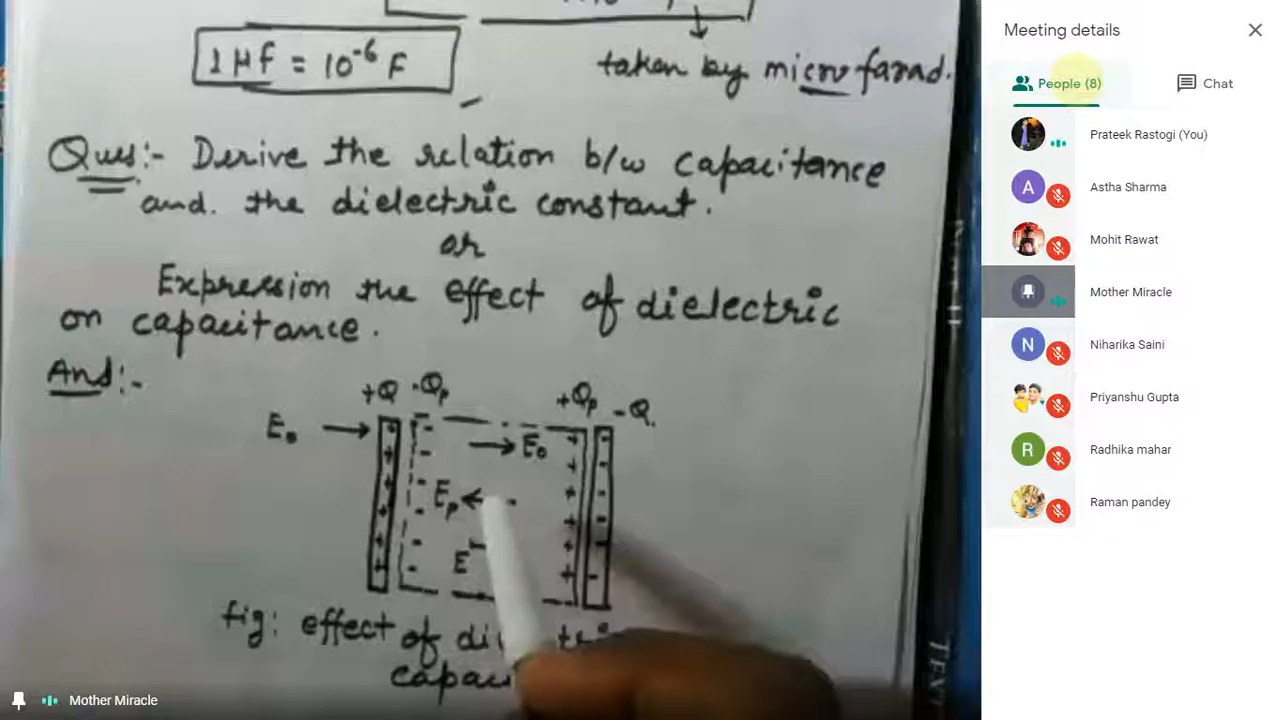 1 μf = 10⁻⁶ F
taken by micro farad.
Ques:- Derive the relation b/w capacitance
and. the dielectric constant.
or
Expression the effect of dielectric
on capacitance.
And:-
+Q -Qp +Qp -Q.
E₀ → → E₀
Ep ←
E
fig: effect of
Mother Miracle
Meeting details
People (8)
Chat
Prateek Rastogi (You)
A Astha Sharma
Mohit Rawat
Mother Miracle
N Niharika Saini
Priyanshu Gupta
R Radhika mahar
Raman pandey